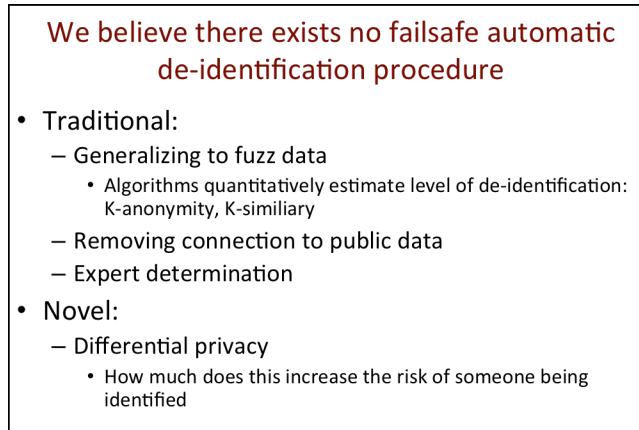 We believe there exists no failsafe automatic
de-identification procedure
• Traditional:
– Generalizing to fuzz data
• Algorithms quantitatively estimate level of de-identification:
K-anonymity, K-similiary
– Removing connection to public data
– Expert determination
• Novel:
– Differential privacy
• How much does this increase the risk of someone being
identified